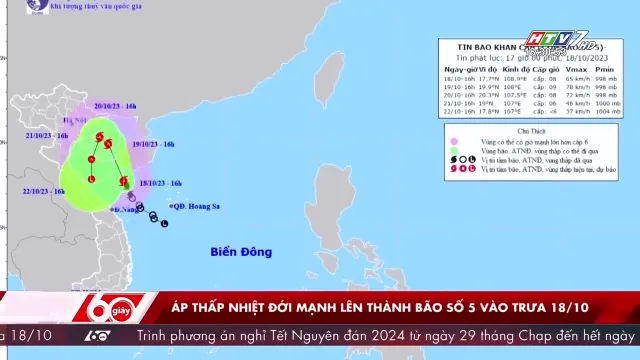 khí tượng thuỷ văn quốc gia
HTV7 HD
TIN BÃO KHẨN CẤP
Tin phát lúc: 17 giờ 00 phút, 18/10/2023
Ngày-giờ Vĩ độ Kinh độ Cấp gió Vmax Pmin
18/10-16h 17.7°N 108.9°E cấp: 08 65 km/h 998 mb
19/10-16h 19.9°N 108°E cấp: 09 78 km/h 996 mb
20/10-16h 20.3°N 107.5°E cấp: 08 72 km/h 998 mb
21/10-16h 19°N 107°E cấp: 06 46 km/h 1000 mb
22/10-16h 17.8°N 107°E cấp: <6 37 km/h 1004 mb
Chú Thích
Vùng có thể có gió mạnh lớn hơn cấp 6
Vùng bão, ATNĐ, vùng thấp có thể đi qua
Vị trí tâm bão, ATNĐ, vùng thấp đã qua
Vị trí tâm bão, ATNĐ, vùng thấp hiện tại, dự báo
20/10/23 - 16h
Hà Nội
21/10/23 - 16h
19/10/23 - 16h
18/10/23 - 16h
22/10/23 - 16h
Đ.Nẵng
QĐ. Hoàng Sa
Biển Đông
60 giây
ÁP THẤP NHIỆT ĐỚI MẠNH LÊN THÀNH BÃO SỐ 5 VÀO TRƯA 18/10
a 18/10 60s Trình phương án nghỉ Tết Nguyên đán 2024 từ ngày 29 tháng Chạp đến hết ngày